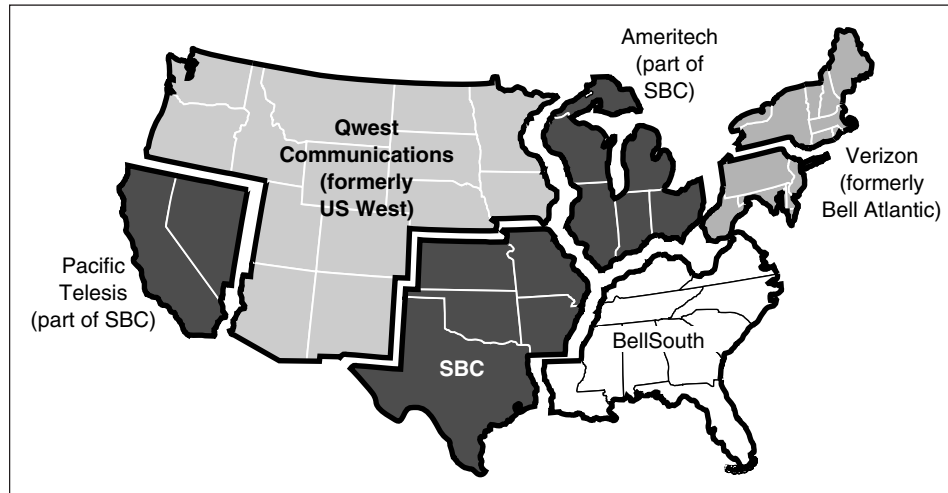 Ameritech
(part of
SBC)
Qwest
Communications
(formerly
US West)
Verizon
(formerly
Bell Atlantic)
Pacific
Telesis
(part of SBC)
BellSouth
SBC